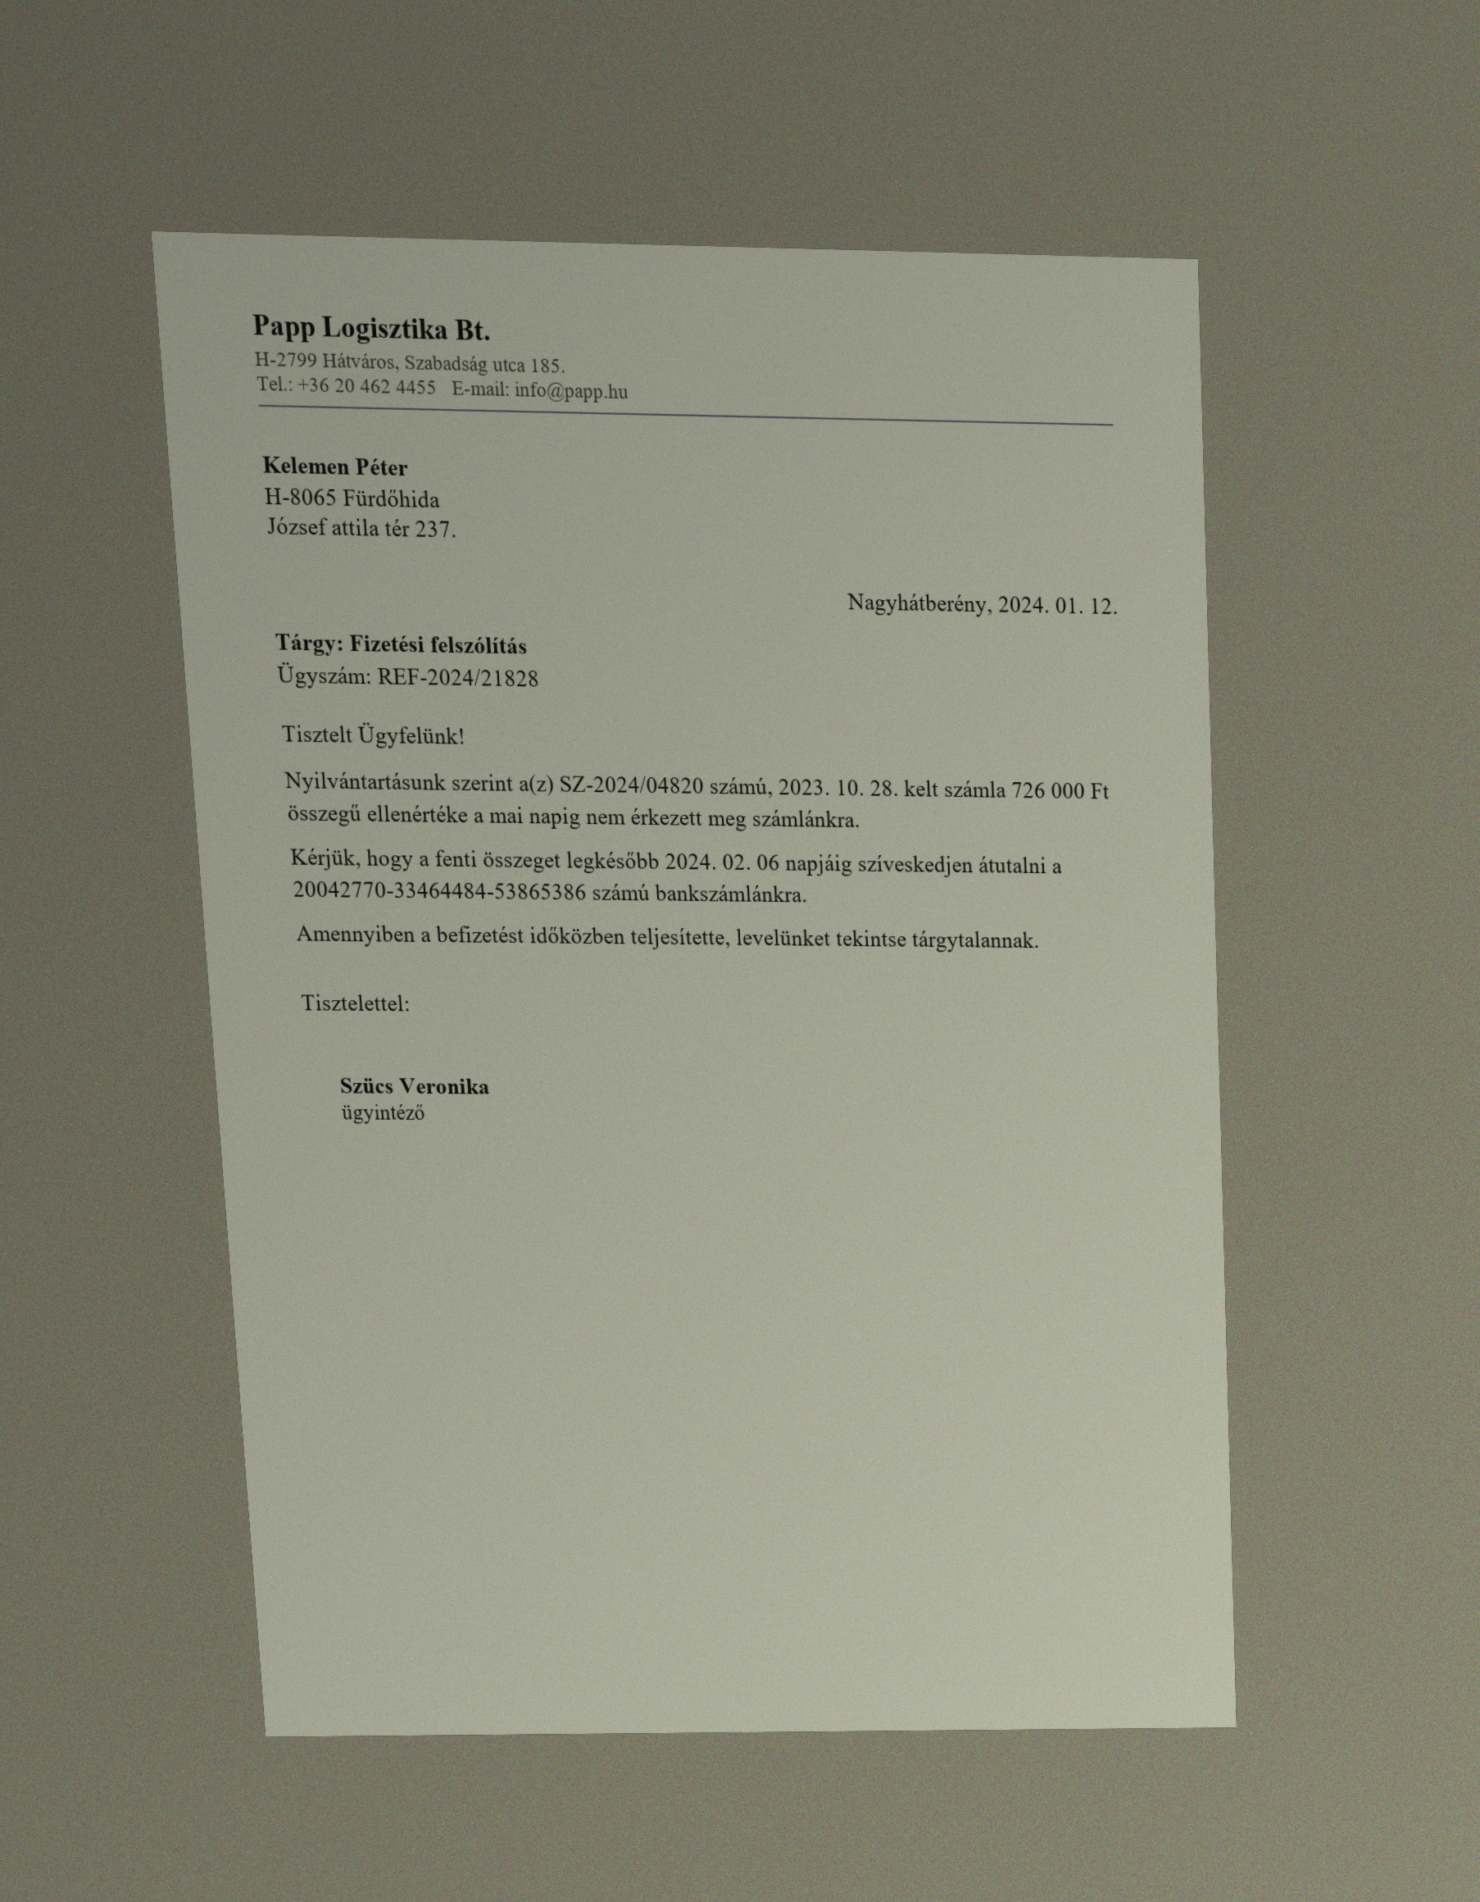 Papp Logisztika Bt.
H-2799 Hátváros, Szabadság utca 185.
Tel.: +36 20 462 4455 E-mail: info@papp.hu
Kelemen Péter
H-8065 Fürdőhida
József attila tér 237.
Nagyhátberény, 2024. 01. 12.
Tárgy: Fizetési felszólítás
Ügyszám: REF-2024/21828
Tisztelt Ügyfelünk!
Nyilvántartásunk szerint a(z) SZ-2024/04820 számú, 2023. 10. 28. kelt számla 726 000 Ft
összegű ellenértéke a mai napig nem érkezett meg számlánkra.
Kérjük, hogy a fenti összeget legkésőbb 2024. 02. 06 napjáig szíveskedjen átutalni a
20042770-33464484-53865386 számú bankszámlánkra.
Amennyiben a befizetést időközben teljesítette, levelünket tekintse tárgytalannak.
Tisztelettel:
Szücs Veronika
ügyintéző